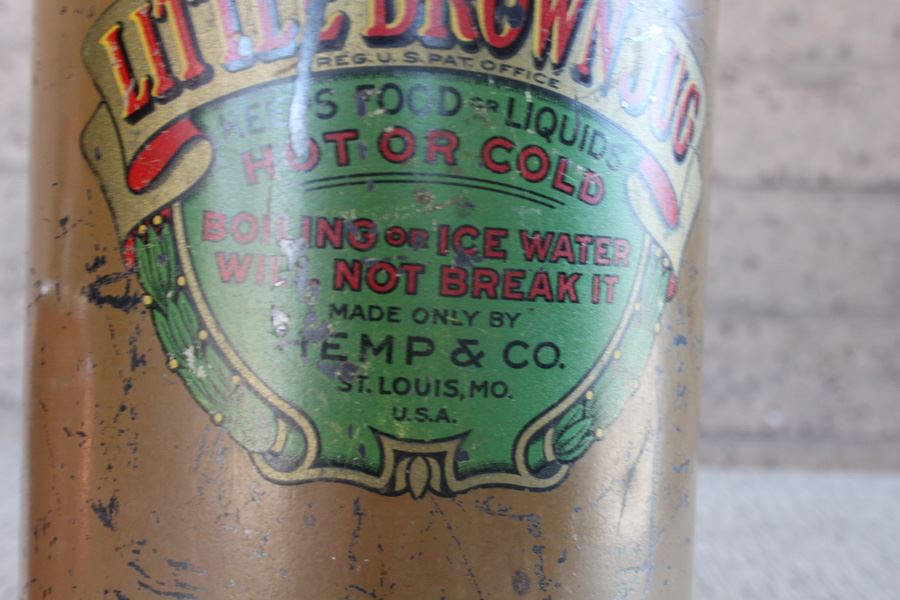 LITTLE BROWN JUG
REG. U.S. PAT. OFFICE
KEEPS FOOD OR LIQUIDS
HOT OR COLD
BOILING OR ICE WATER
WILL NOT BREAK IT
MADE ONLY BY
HEMP & CO.
ST. LOUIS, MO.
U.S.A.